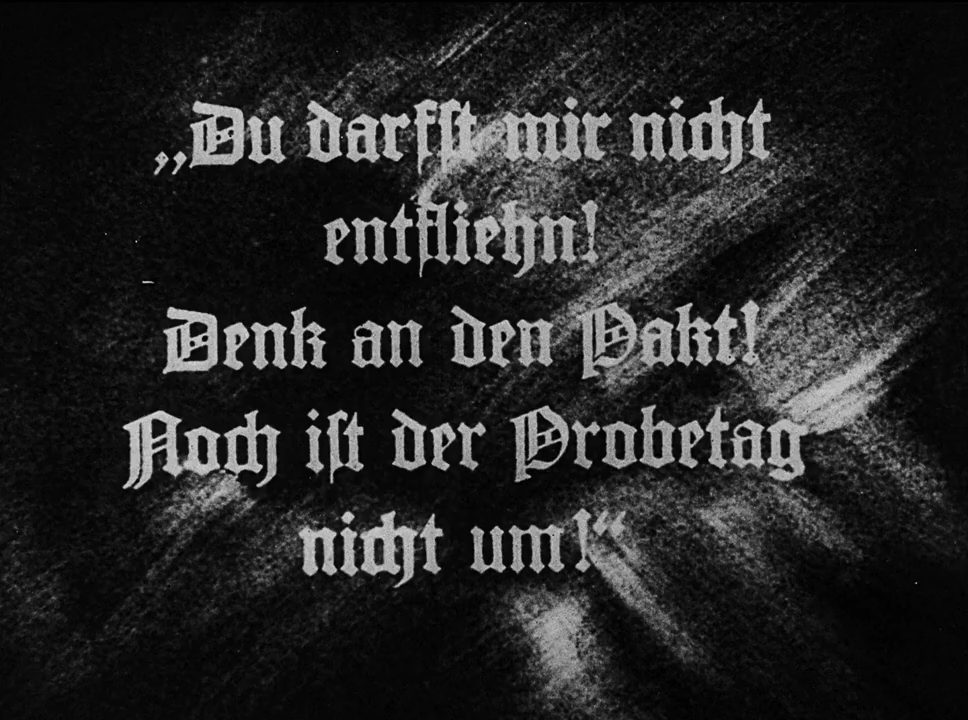 „Du darfſt mir nicht
entfliehn!
Denk an den Pakt!
Noch iſt der Probetag
nicht um!“